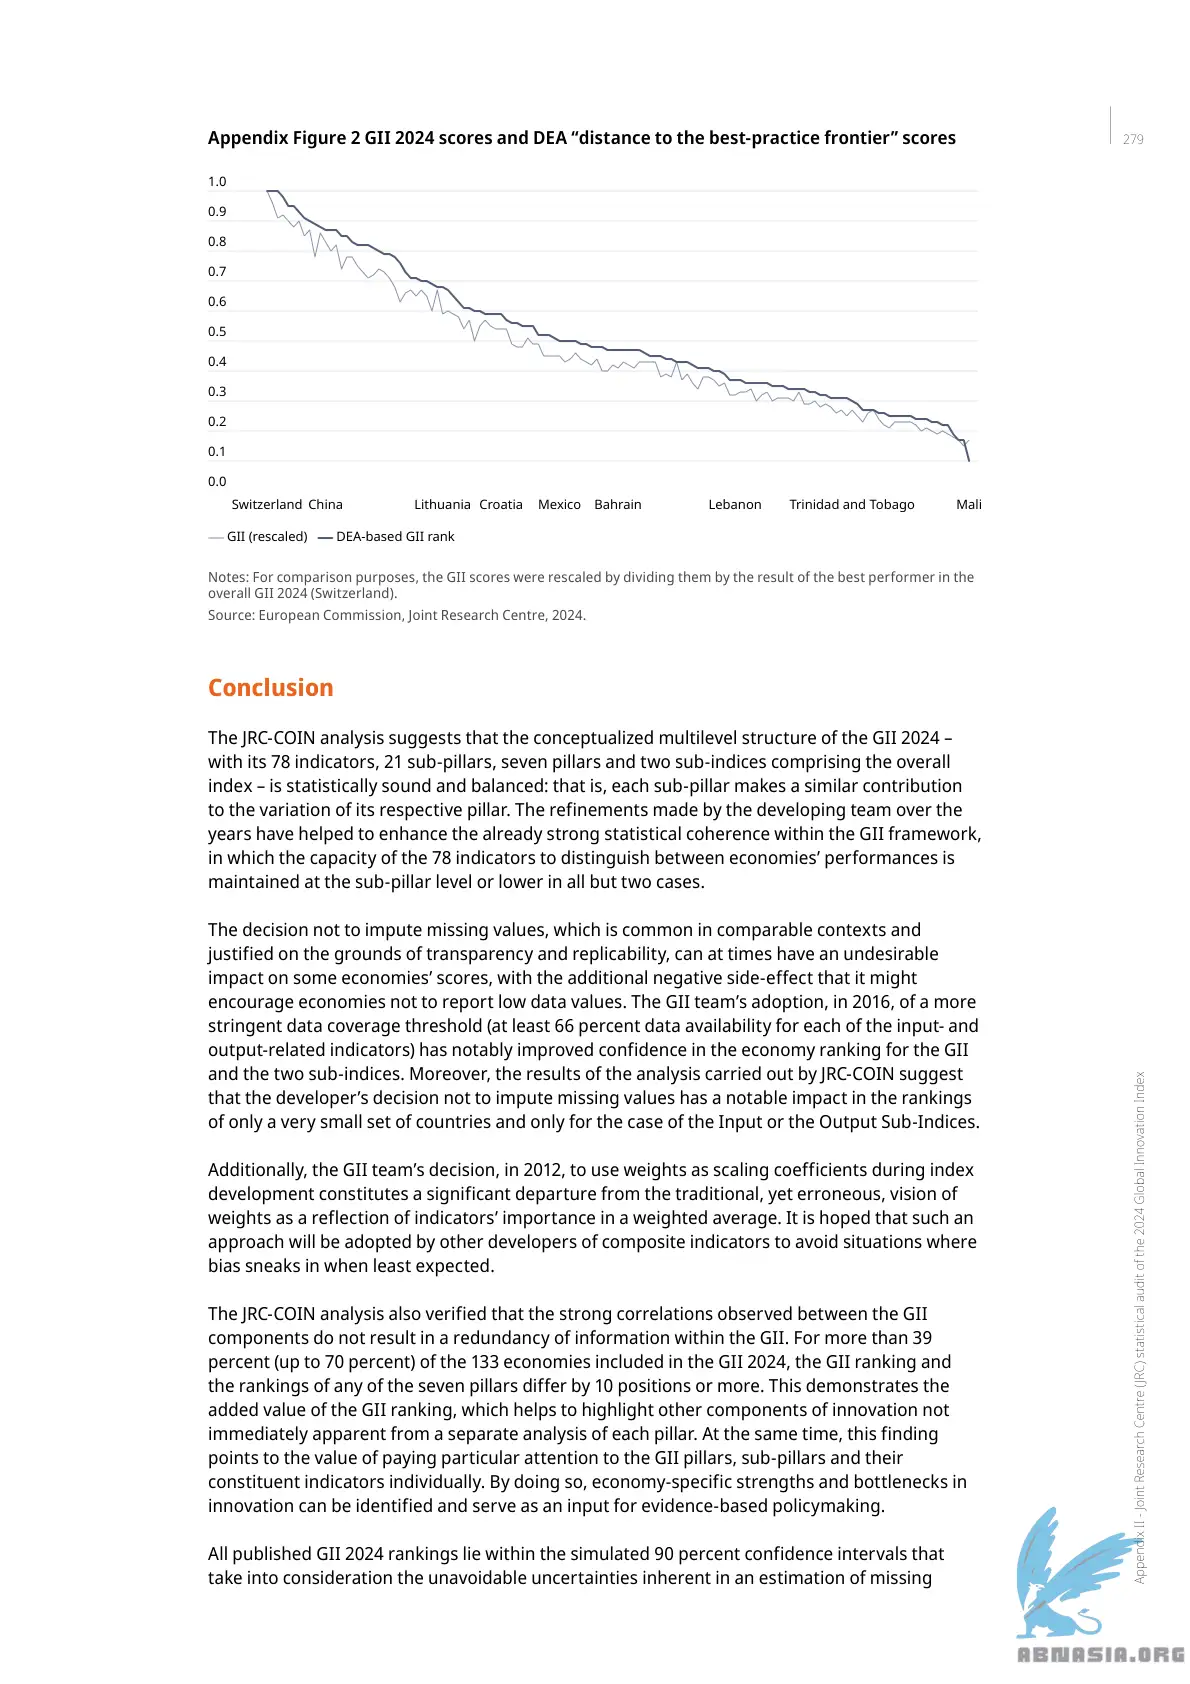 Appendix Figure 2 GII 2024 scores and DEA “distance to the best-practice frontier” scores
279
1.0
0.9
0.8
0.7
0.6
0.5
0.4
0.3
0.2
0.1
0.0
Switzerland China Lithuania Croatia Mexico Bahrain Lebanon Trinidad and Tobago Mali
GII (rescaled) DEA-based GII rank
Notes: For comparison purposes, the GII scores were rescaled by dividing them by the result of the best performer in the
overall GII 2024 (Switzerland).
Source: European Commission, Joint Research Centre, 2024.
Conclusion
The JRC-COIN analysis suggests that the conceptualized multilevel structure of the GII 2024 –
with its 78 indicators, 21 sub-pillars, seven pillars and two sub-indices comprising the overall
index – is statistically sound and balanced: that is, each sub-pillar makes a similar contribution
to the variation of its respective pillar. The refinements made by the developing team over the
years have helped to enhance the already strong statistical coherence within the GII framework,
in which the capacity of the 78 indicators to distinguish between economies’ performances is
maintained at the sub-pillar level or lower in all but two cases.
The decision not to impute missing values, which is common in comparable contexts and
justified on the grounds of transparency and replicability, can at times have an undesirable
impact on some economies’ scores, with the additional negative side-effect that it might
encourage economies not to report low data values. The GII team’s adoption, in 2016, of a more
stringent data coverage threshold (at least 66 percent data availability for each of the input- and
output-related indicators) has notably improved confidence in the economy ranking for the GII
and the two sub-indices. Moreover, the results of the analysis carried out by JRC-COIN suggest
that the developer’s decision not to impute missing values has a notable impact in the rankings
of only a very small set of countries and only for the case of the Input or the Output Sub-Indices.
Additionally, the GII team’s decision, in 2012, to use weights as scaling coefficients during index
development constitutes a significant departure from the traditional, yet erroneous, vision of
weights as a reflection of indicators’ importance in a weighted average. It is hoped that such an
approach will be adopted by other developers of composite indicators to avoid situations where
bias sneaks in when least expected.
The JRC-COIN analysis also verified that the strong correlations observed between the GII
components do not result in a redundancy of information within the GII. For more than 39
percent (up to 70 percent) of the 133 economies included in the GII 2024, the GII ranking and
the rankings of any of the seven pillars differ by 10 positions or more. This demonstrates the
added value of the GII ranking, which helps to highlight other components of innovation not
immediately apparent from a separate analysis of each pillar. At the same time, this finding
points to the value of paying particular attention to the GII pillars, sub-pillars and their
constituent indicators individually. By doing so, economy-specific strengths and bottlenecks in
innovation can be identified and serve as an input for evidence-based policymaking.
All published GII 2024 rankings lie within the simulated 90 percent confidence intervals that
take into consideration the unavoidable uncertainties inherent in an estimation of missing
Appendix II - Joint Research Centre (JRC) statistical audit of the 2024 Global Innovation Index
ABNASIA.ORG